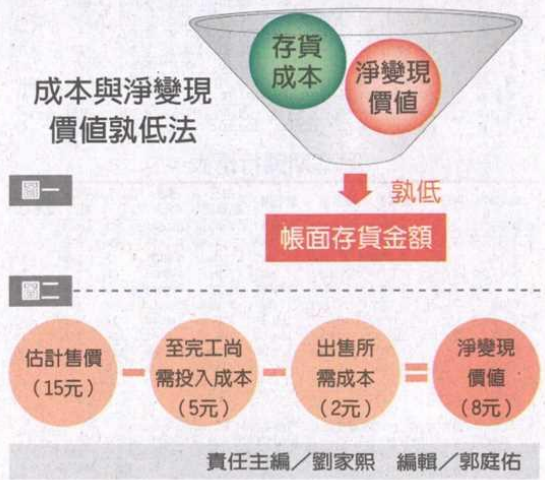 存貨
成本
淨變現
價值
成本與淨變現
價值孰低法
圖一
孰低
帳面存貨金額
圖二
估計售價
（15元）
－
至完工尚
需投入成本
（5元）
－
出售所
需成本
（2元）
＝
淨變現
價值
（8元）
責任主編／劉家熙　編輯／郭庭佑